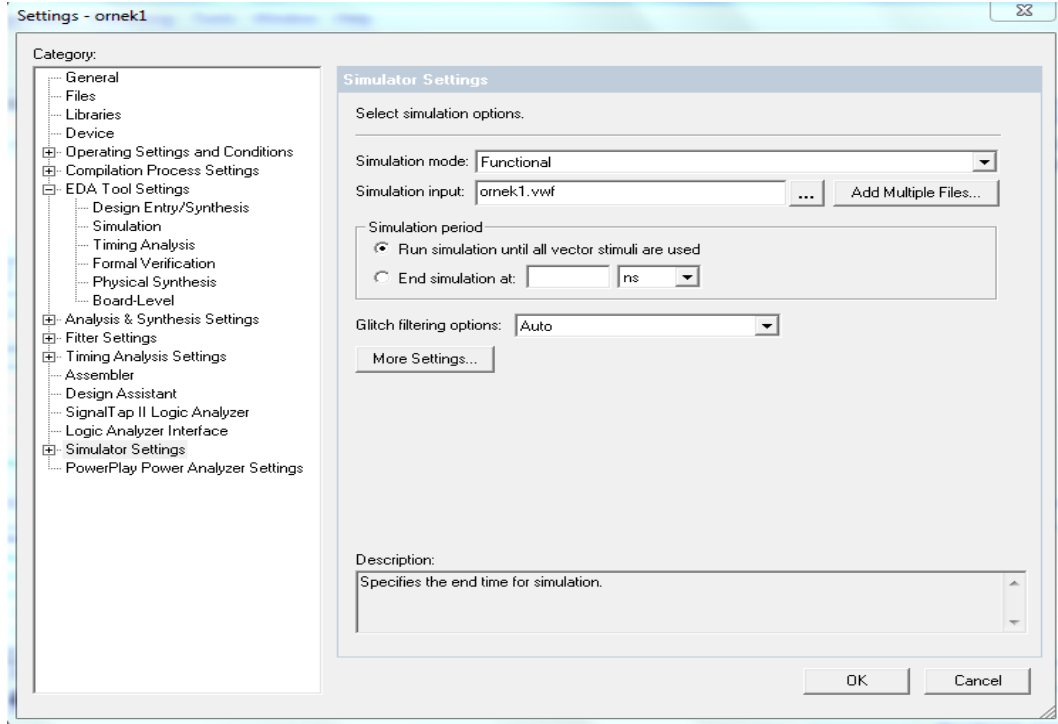 Settings - ornek1
Category:
General
Files
Libraries
Device
Operating Settings and Conditions
Compilation Process Settings
EDA Tool Settings
Design Entry/Synthesis
Simulation
Timing Analysis
Formal Verification
Physical Synthesis
Board-Level
Analysis & Synthesis Settings
Fitter Settings
Timing Analysis Settings
Assembler
Design Assistant
SignalTap II Logic Analyzer
Logic Analyzer Interface
Simulator Settings
PowerPlay Power Analyzer Settings
Simulator Settings
Select simulation options.
Simulation mode: Functional
Simulation input: ornek1.vwf ... Add Multiple Files...
Simulation period
Run simulation until all vector stimuli are used
End simulation at: ns
Glitch filtering options: Auto
More Settings...
Description:
Specifies the end time for simulation.
OK Cancel